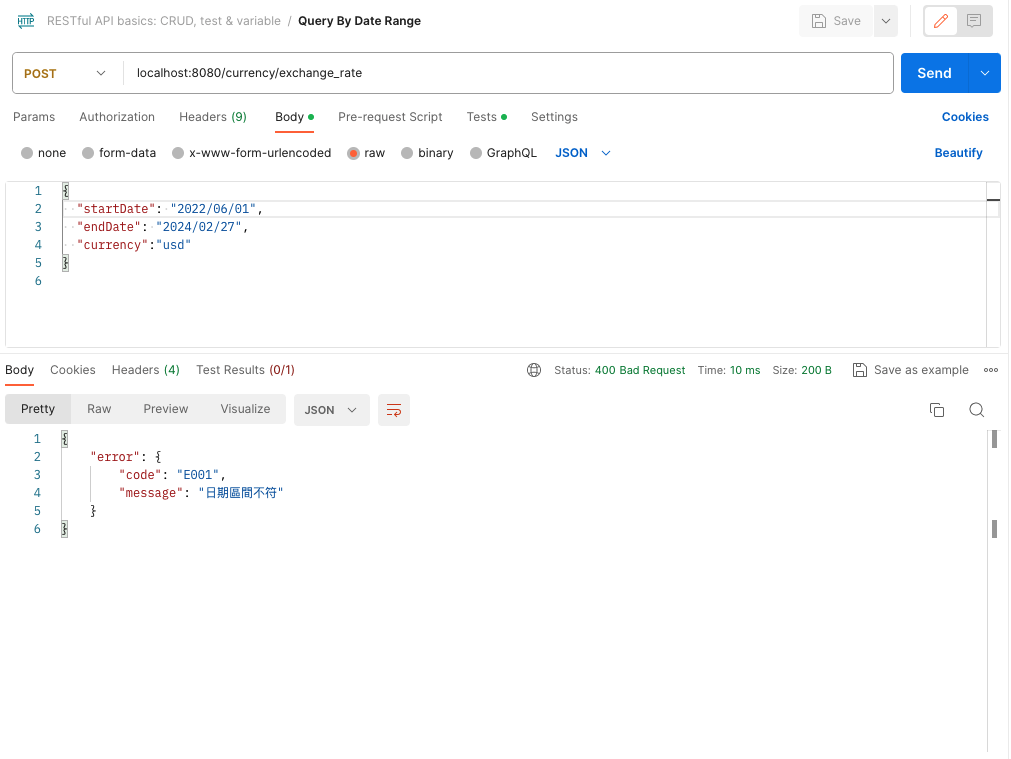 HTTP RESTful API basics: CRUD, test & variable / Query By Date Range Save
POST localhost:8080/currency/exchange_rate Send
Params Authorization Headers (9) Body Pre-request Script Tests Settings Cookies
none form-data x-www-form-urlencoded raw binary GraphQL JSON Beautify
1 {
2 "startDate": "2022/06/01",
3 "endDate": "2024/02/27",
4 "currency":"usd"
5 }
6
Body Cookies Headers (4) Test Results (0/1) Status: 400 Bad Request Time: 10 ms Size: 200 B Save as example
Pretty Raw Preview Visualize JSON
1 {
2 "error": {
3 "code": "E001",
4 "message": "日期區間不符"
5 }
6 }